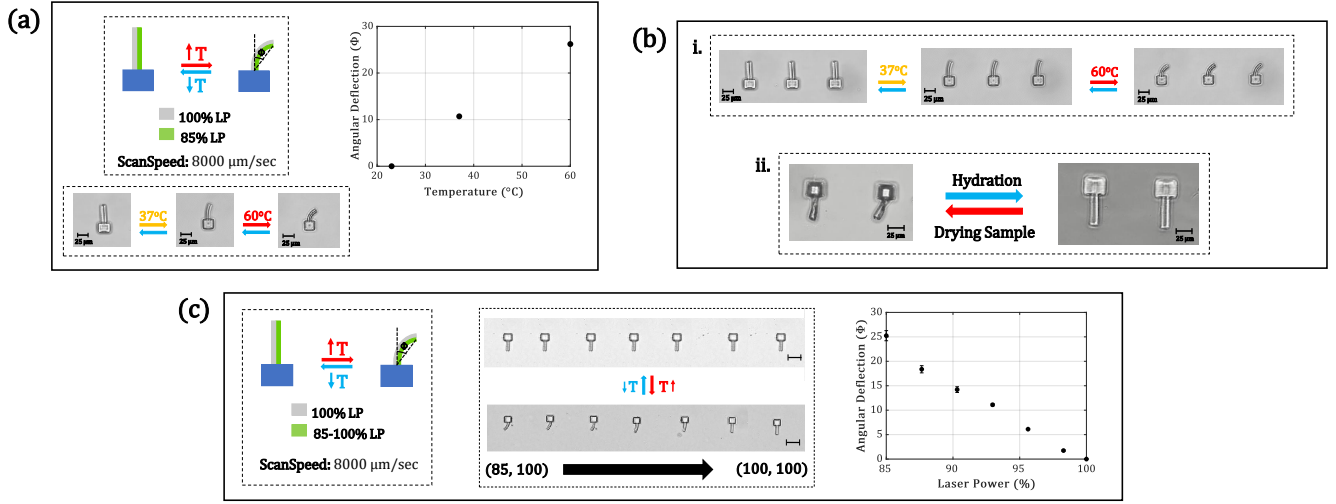 (a)
↑T
↓T
Φ
100% LP
85% LP
ScanSpeed: 8000 μm/sec
37°C
60°C
25 μm
25 μm
25 μm
Angular Deflection (Φ)
30
20
10
0
20
30
40
50
60
Temperature (°C)
(b)
i.
37°C
60°C
25 μm
25 μm
25 μm
ii.
Hydration
Drying Sample
25 μm
25 μm
(c)
↑T
↓T
Φ
100% LP
85-100% LP
ScanSpeed: 8000 μm/sec
↓T
T↑
(85, 100)
(100, 100)
Angular Deflection (Φ)
30
25
20
15
10
5
0
85
90
95
100
Laser Power (%)